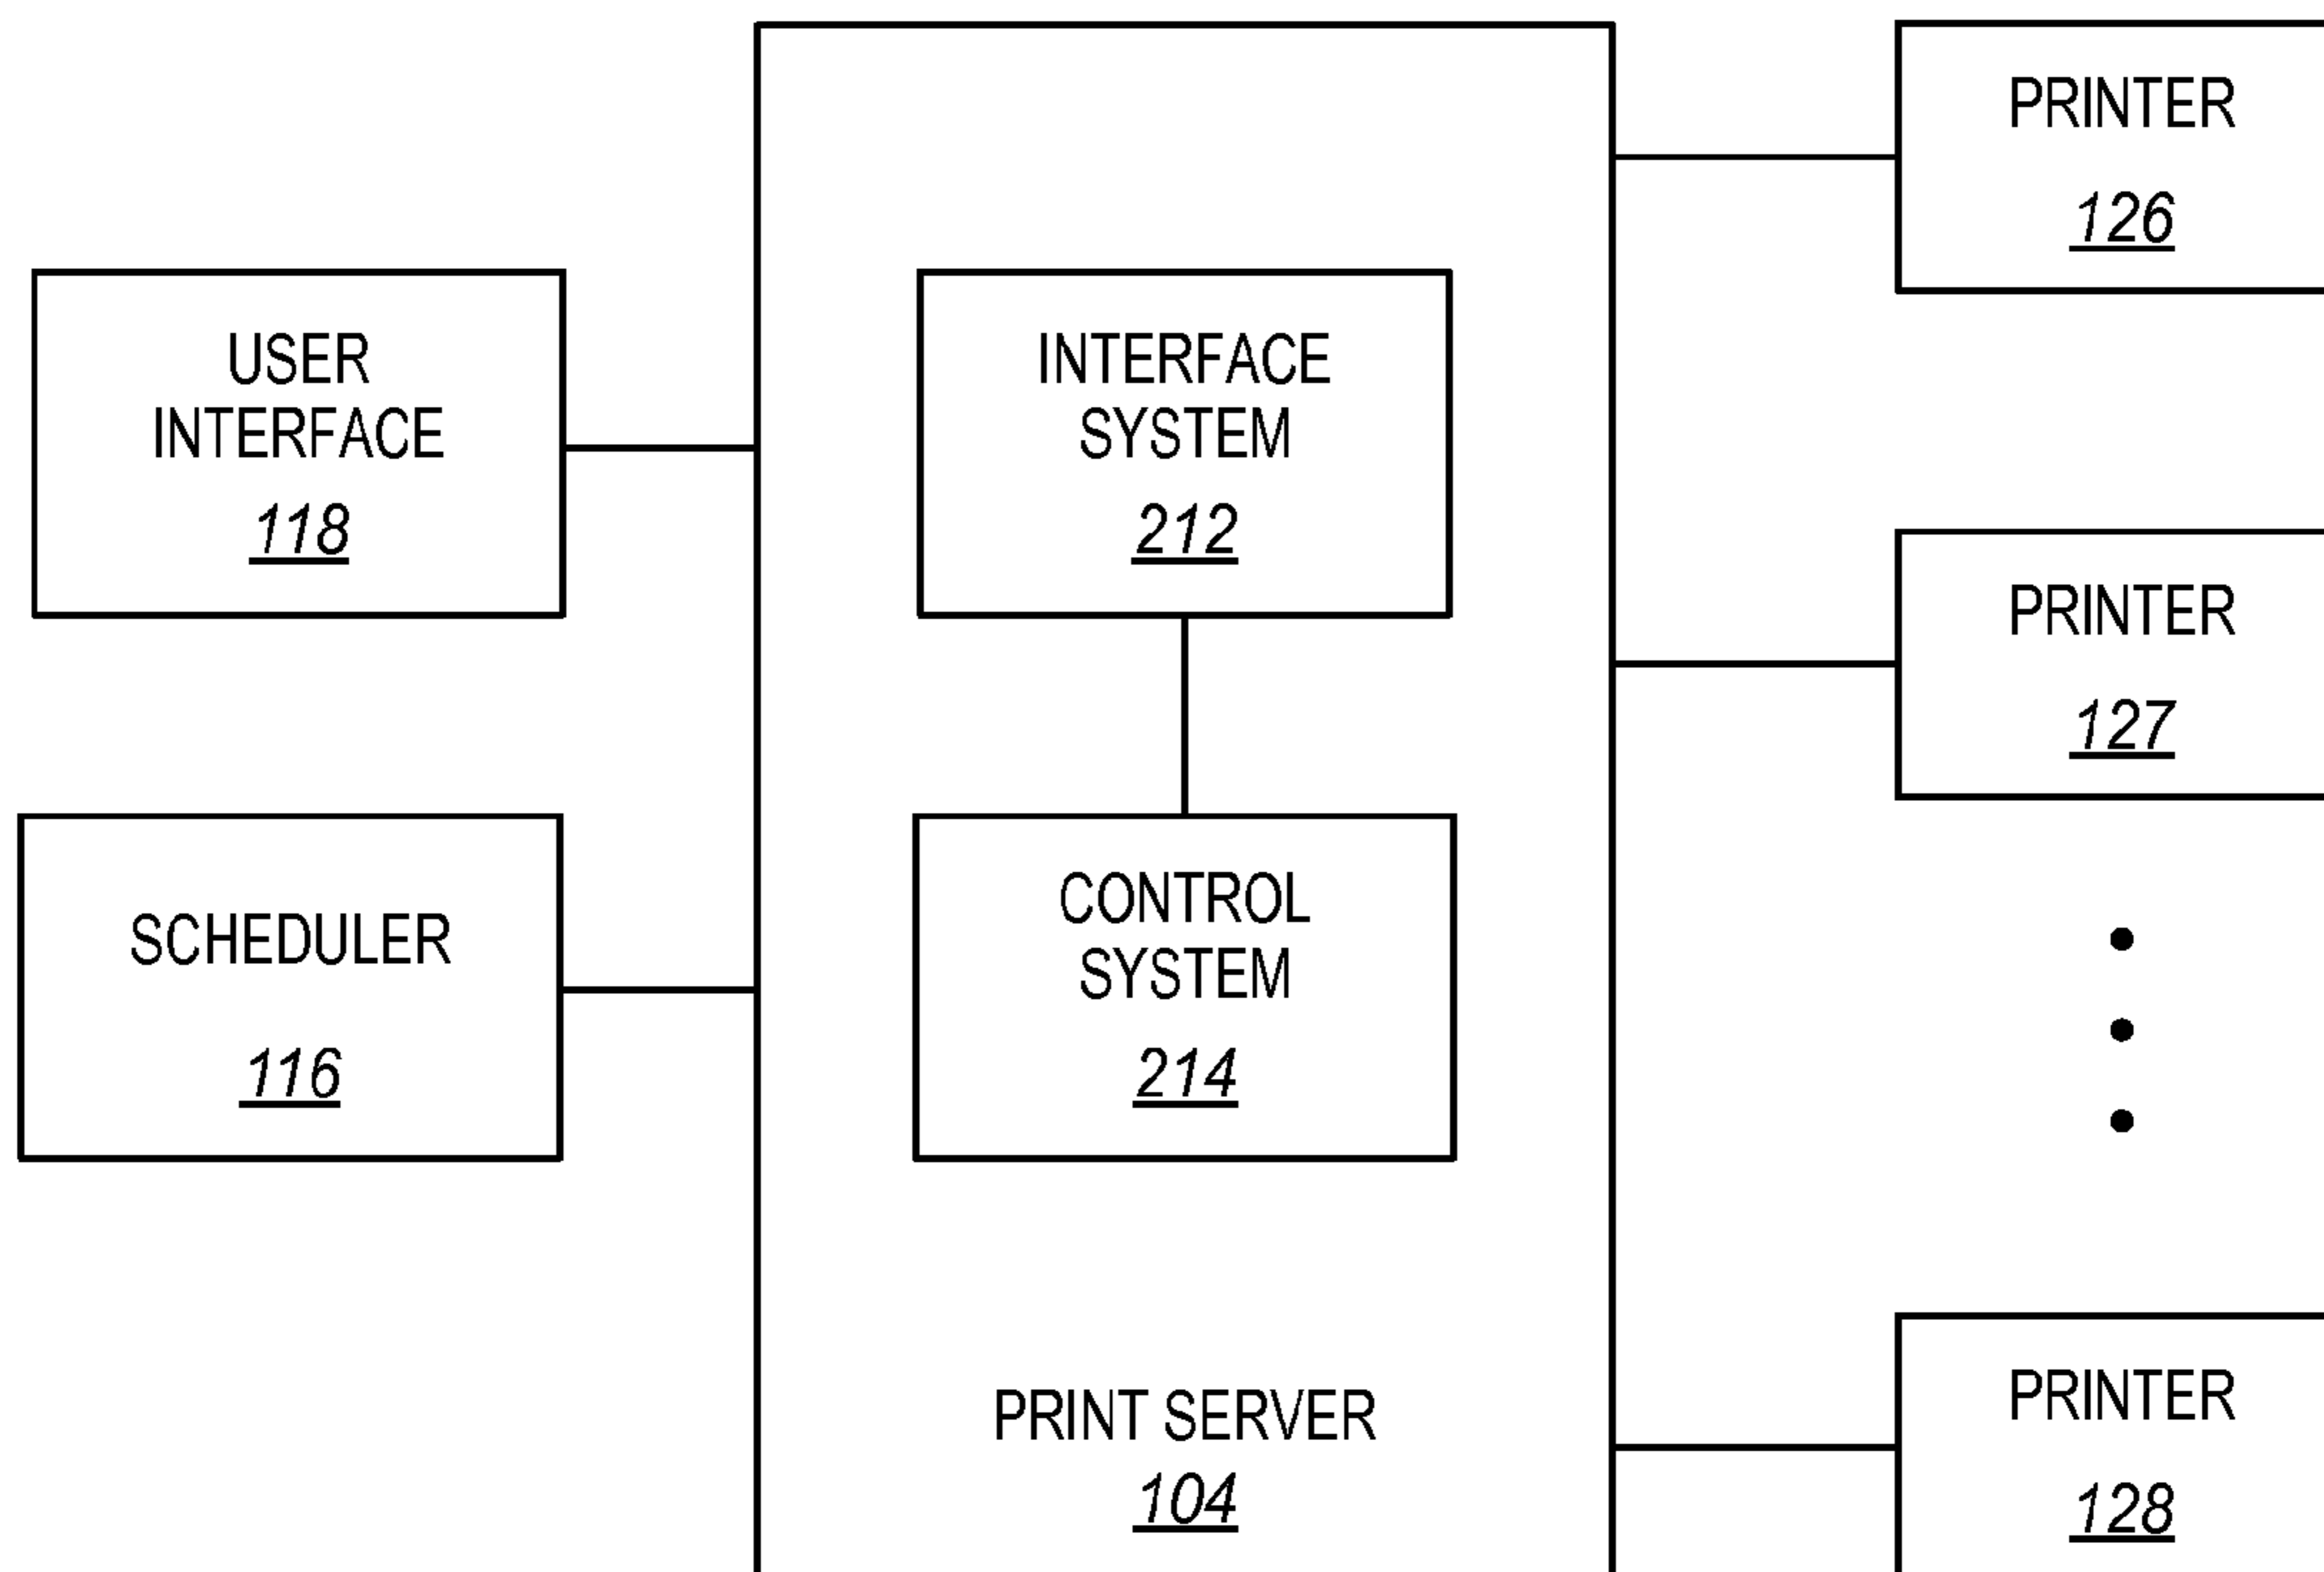 USER
INTERFACE
118
SCHEDULER
116
INTERFACE
SYSTEM
212
CONTROL
SYSTEM
214
PRINT SERVER
104
PRINTER
126
PRINTER
127
PRINTER
128